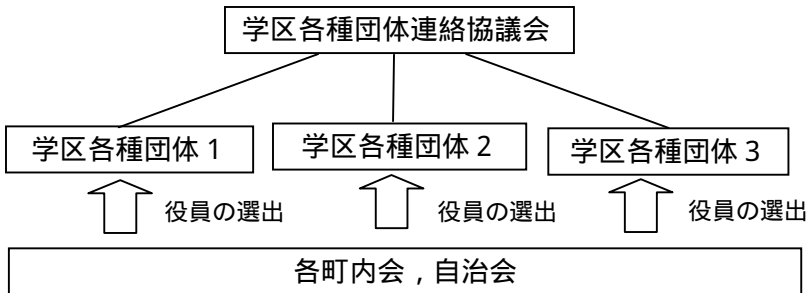 学区各種団体連絡協議会
学区各種団体 1
学区各種団体 2
学区各種団体 3
役員の選出
役員の選出
役員の選出
各町内会 , 自治会